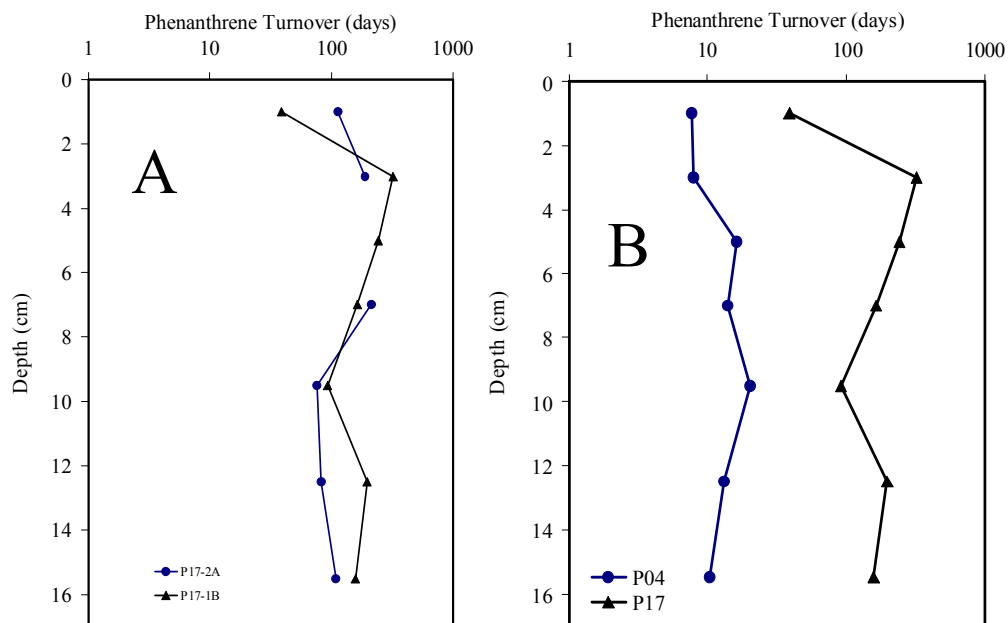 Phenanthrene Turnover (days)
1 10 100 1000
0
2
4
6
8
10
12
14
16
Depth (cm)
A
P17-2A
P17-1B
Phenanthrene Turnover (days)
1 10 100 1000
0
2
4
6
8
10
12
14
16
Depth (cm)
B
P04
P17